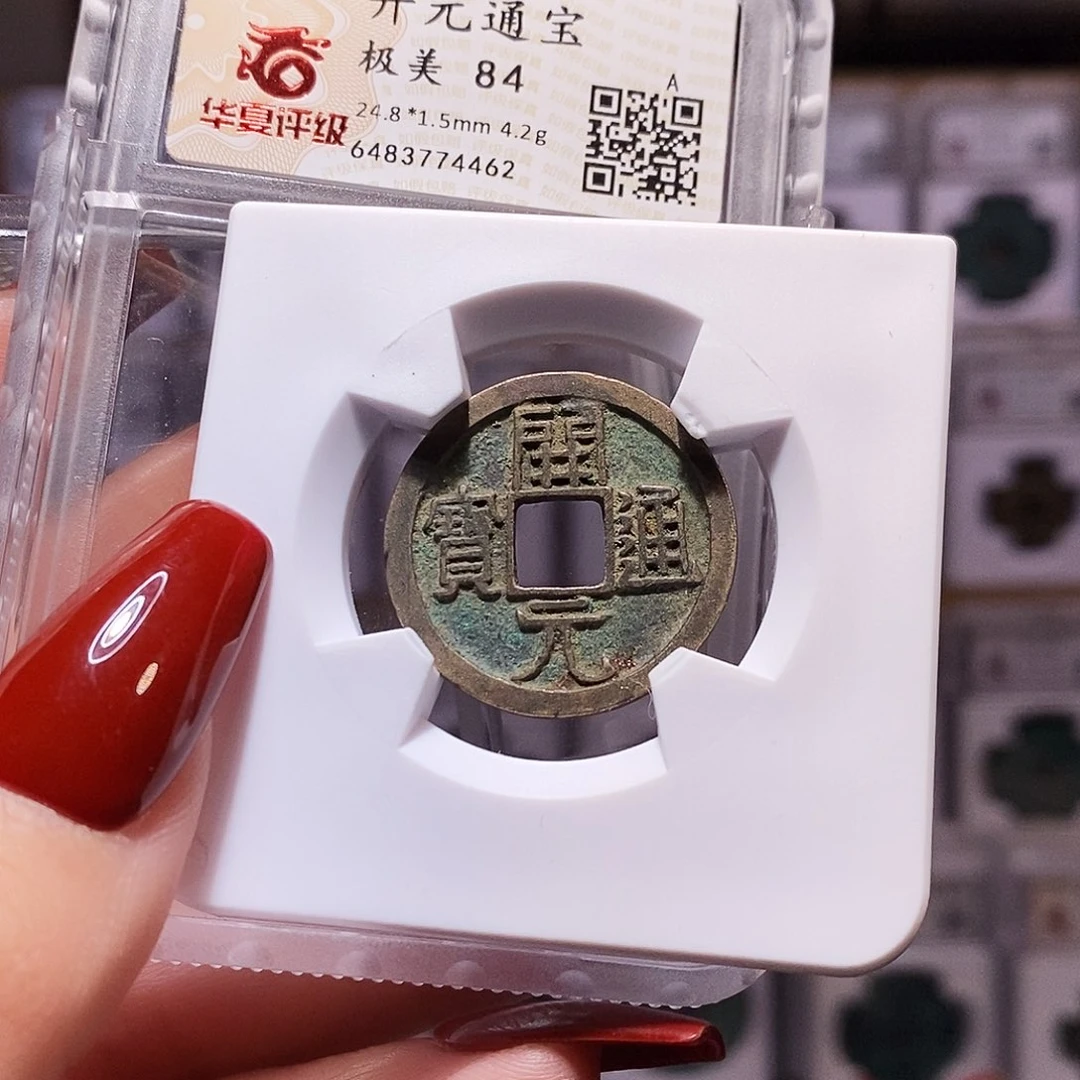 开元通宝
极美 84
华夏评级
24.8*1.5mm 4.2g
6483774462
A
開
寶 通
元